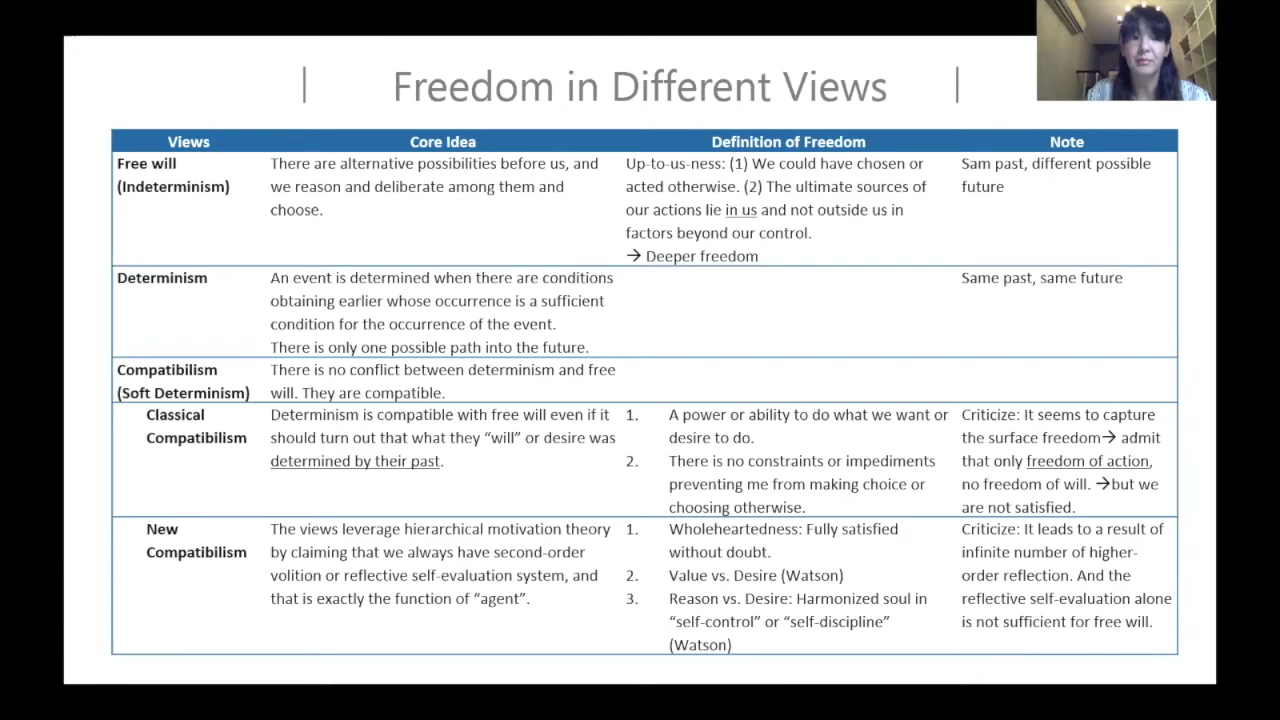 Freedom in Different Views
Views Core Idea Definition of Freedom Note
Free will
(Indeterminism)
There are alternative possibilities before us, and
we reason and deliberate among them and
choose.
Up-to-us-ness: (1) We could have chosen or
acted otherwise. (2) The ultimate sources of
our actions lie in us and not outside us in
factors beyond our control.
→ Deeper freedom
Sam past, different possible
future
Determinism
An event is determined when there are conditions
obtaining earlier whose occurrence is a sufficient
condition for the occurrence of the event.
There is only one possible path into the future.
Same past, same future
Compatibilism
(Soft Determinism)
There is no conflict between determinism and free
will. They are compatible.
Classical
Compatibilism
Determinism is compatible with free will even if it
should turn out that what they “will” or desire was
determined by their past.
1. A power or ability to do what we want or
desire to do.
2. There is no constraints or impediments
preventing me from making choice or
choosing otherwise.
Criticize: It seems to capture
the surface freedom→ admit
that only freedom of action,
no freedom of will. →but we
are not satisfied.
New
Compatibilism
The views leverage hierarchical motivation theory
by claiming that we always have second-order
volition or reflective self-evaluation system, and
that is exactly the function of “agent”.
1. Wholeheartedness: Fully satisfied
without doubt.
2. Value vs. Desire (Watson)
3. Reason vs. Desire: Harmonized soul in
“self-control” or “self-discipline”
(Watson)
Criticize: It leads to a result of
infinite number of higher-
order reflection. And the
reflective self-evaluation alone
is not sufficient for free will.